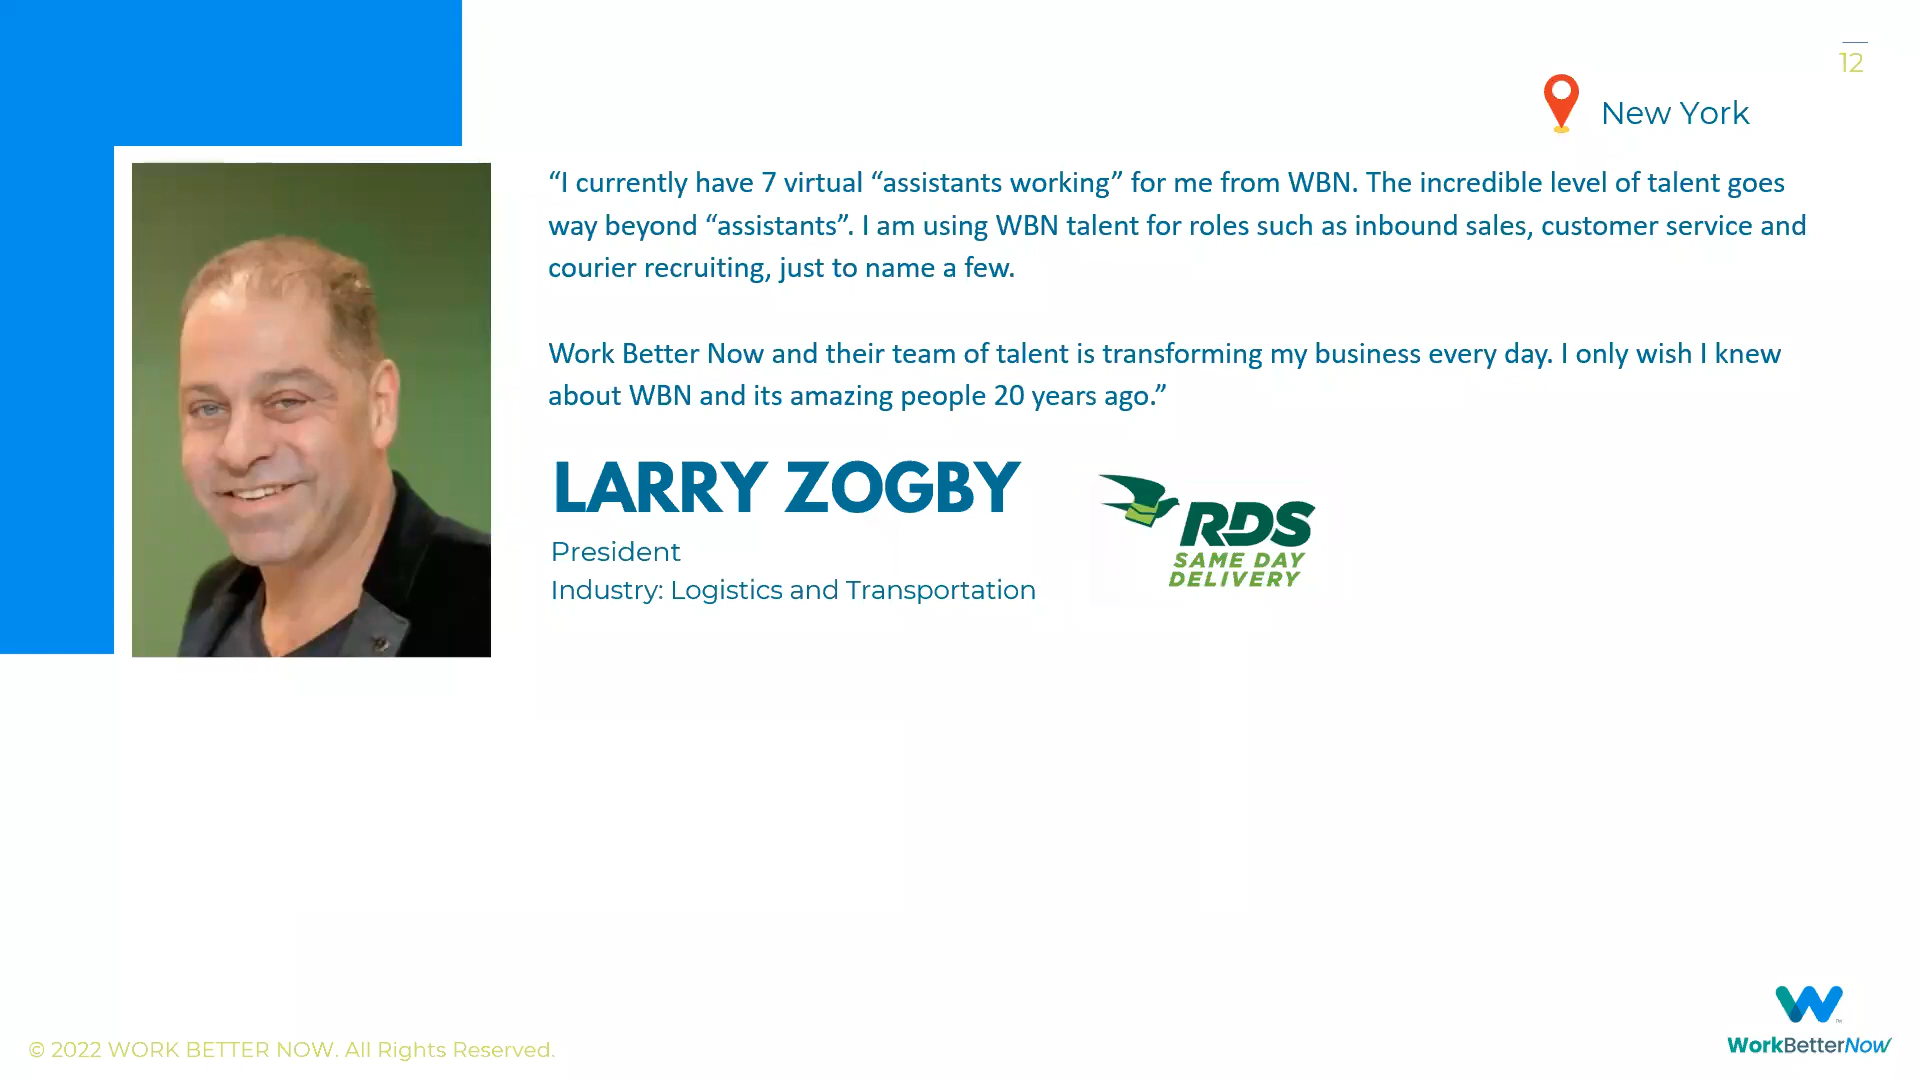 12
New York
“I currently have 7 virtual “assistants working” for me from WBN. The incredible level of talent goes
way beyond “assistants”. I am using WBN talent for roles such as inbound sales, customer service and
courier recruiting, just to name a few.
Work Better Now and their team of talent is transforming my business every day. I only wish I knew
about WBN and its amazing people 20 years ago.”
LARRY ZOGBY
President
Industry: Logistics and Transportation
RDS
SAME DAY
DELIVERY
© 2022 WORK BETTER NOW. All Rights Reserved.
WorkBetterNow